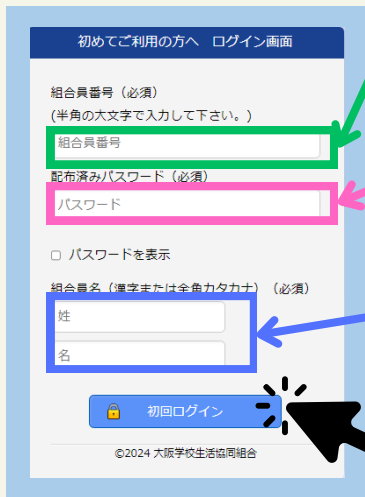 初めてご利用の方へ　ログイン画面
組合員番号（必須）
(半角の大文字で入力して下さい。)
組合員番号
配布済みパスワード（必須）
パスワード
パスワードを表示
組合員名（漢字または全角カタカナ）（必須）
姓
名
初回ログイン
©2024 大阪学校生活協同組合